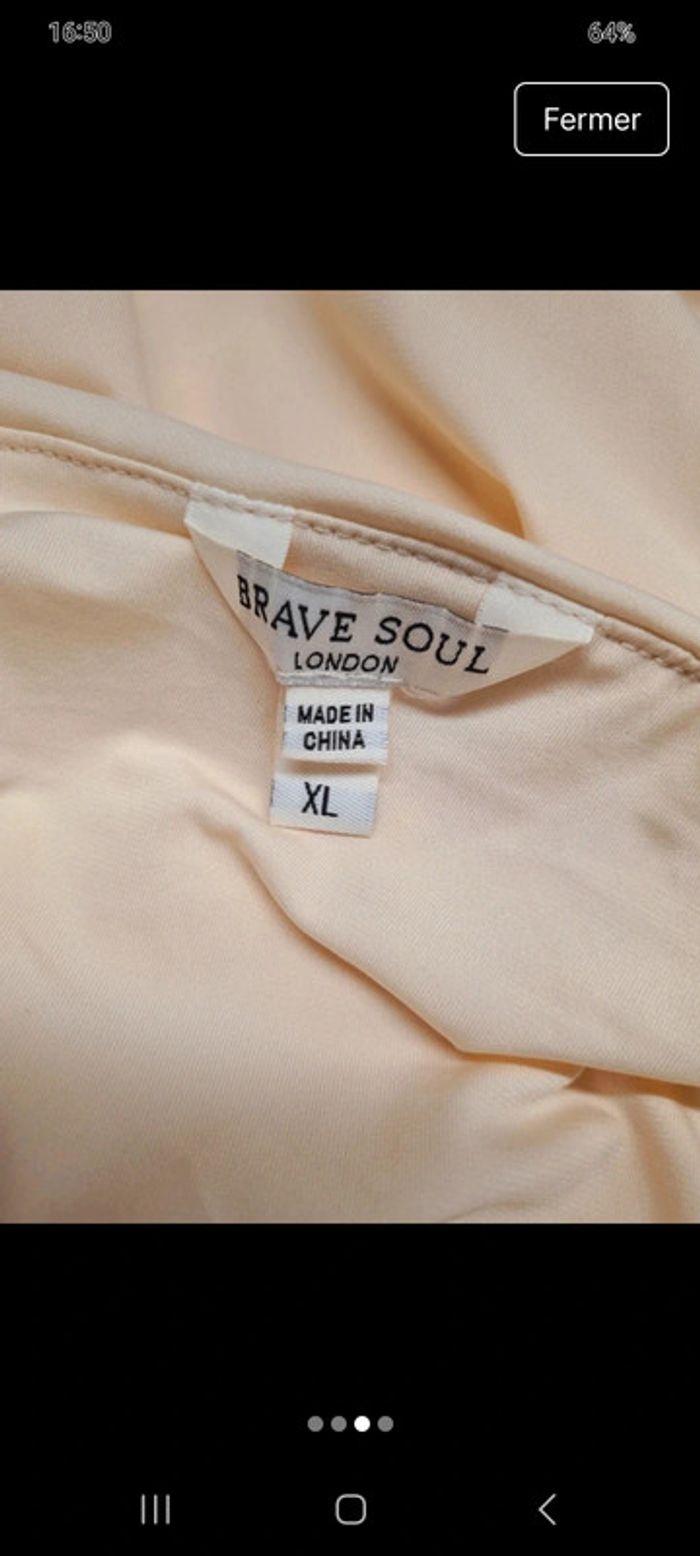 16:50 64%
Fermer
BRAVE SOUL
LONDON
MADE IN
CHINA
XL